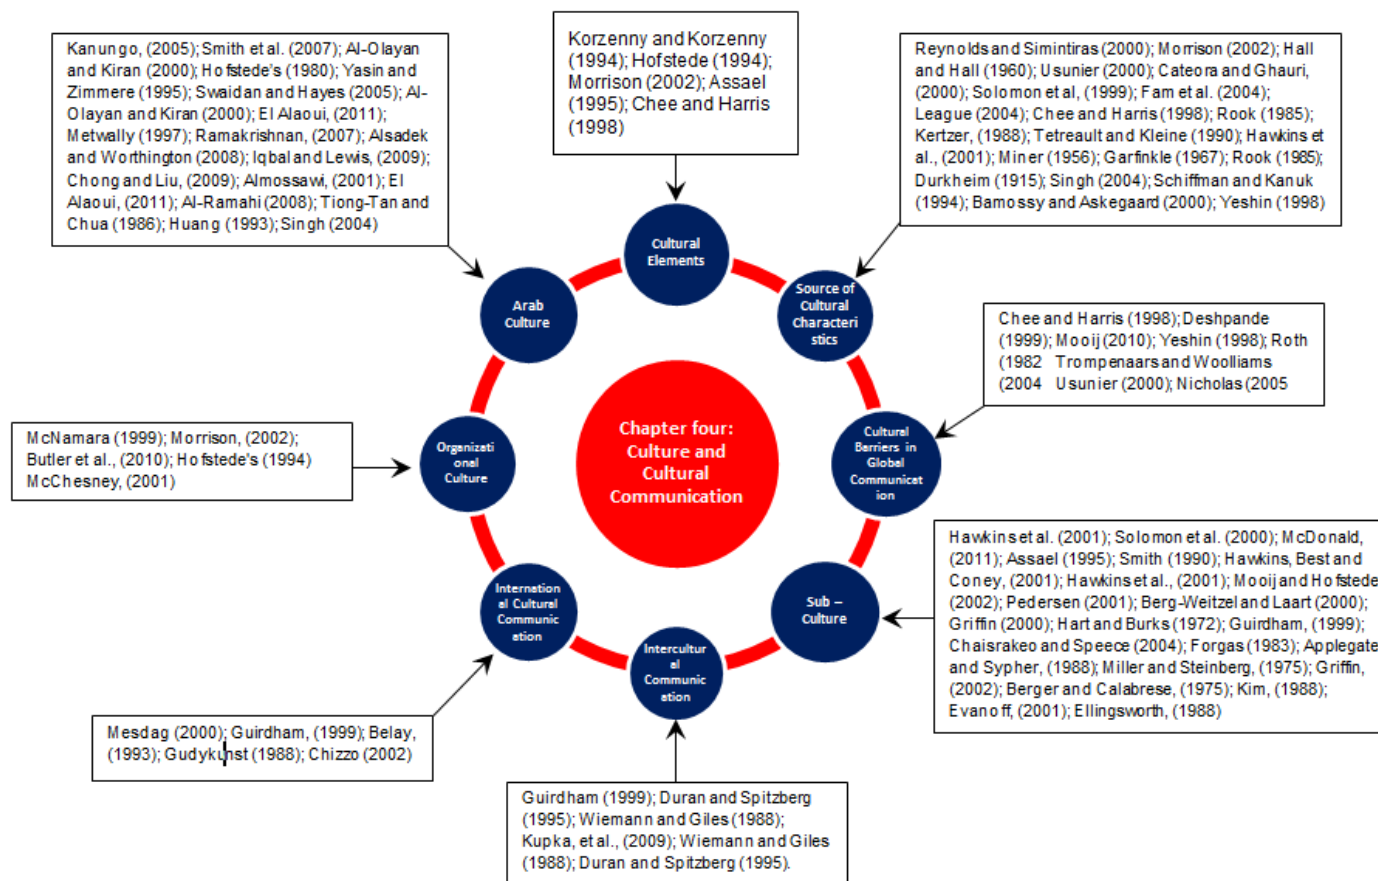 Kanungo, (2005); Smith et al. (2007); Al-Olayan
and Kiran (2000); Hofstede's (1980); Yasin and
Zimmere (1995); Swaidan and Hayes (2005); Al-
Olayan and Kiran (2000); El Alaoui, (2011);
Metwally (1997); Ramakrishnan, (2007); Alsadek
and Worthington (2008); Iqbal and Lewis, (2009);
Chong and Liu, (2009); Almossawi, (2001); El
Alaoui, (2011); Al-Ramahi (2008); Tiong-Tan and
Chua (1986); Huang (1993); Singh (2004)
Korzenny and Korzenny
(1994); Hofstede (1994);
Morrison (2002); Assael
(1995); Chee and Harris
(1998)
Reynolds and Simintiras (2000); Morrison (2002); Hall
and Hall (1960); Usunier (2000); Cateora and Ghauri,
(2000); Solomon et al, (1999); Fam et al. (2004);
League (2004); Chee and Harris (1998); Rook (1985);
Kertzer, (1988); Tetreault and Kleine (1990); Hawkins et
al., (2001); Miner (1956); Garfinkle (1967); Rook (1985);
Durkheim (1915); Singh (2004); Schiffman and Kanuk
(1994); Bamossy and Askegaard (2000); Yeshin (1998)
Cultural
Elements
Arab
Culture
Source of
Cultural
Characteri
stics
Chee and Harris (1998); Deshpande
(1999); Mooij (2010); Yeshin (1998); Roth
(1982 Trompenaars and Woolliams
(2004 Usunier (2000); Nicholas (2005
Chapter four:
Culture and
Cultural
Communication
Cultural
Barriers in
Global
Communicat
ion
Organizati
onal
Culture
McNamara (1999); Morrison, (2002);
Butler et al., (2010); Hofstede's (1994)
McChesney, (2001)
Hawkins et al. (2001); Solomon et al. (2000); McDonald,
(2011); Assael (1995); Smith (1990); Hawkins, Best and
Coney, (2001); Hawkins et al., (2001); Mooij and Hofstede
(2002); Pedersen (2001); Berg-Weitzel and Laart (2000);
Griffin (2000); Hart and Burks (1972); Guirdham, (1999);
Chaisrakeo and Speece (2004); Forgas (1983); Applegate
and Sypher, (1988); Miller and Steinberg, (1975); Griffin,
(2002); Berger and Calabrese, (1975); Kim, (1988);
Evanoff, (2001); Ellingsworth, (1988)
Internation
al Cultural
Communic
ation
Sub –
Culture
Intercultur
al
Communic
ation
Mesdag (2000); Guirdham, (1999); Belay,
(1993); Gudykunst (1988); Chizzo (2002)
Guirdham (1999); Duran and Spitzberg
(1995); Wiemann and Giles (1988);
Kupka, et al., (2009); Wiemann and Giles
(1988); Duran and Spitzberg (1995).